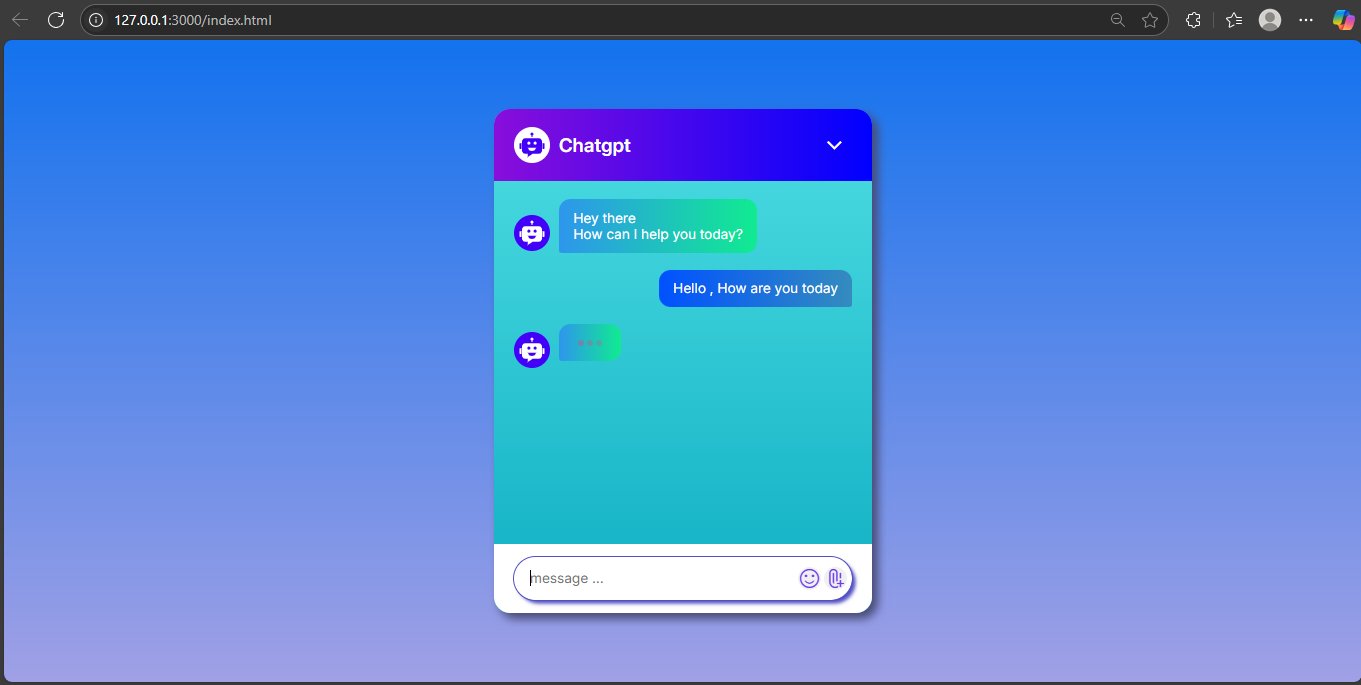 127.0.0.1:3000/index.html
Chatgpt
Hey there
How can I help you today?
Hello , How are you today
message ...